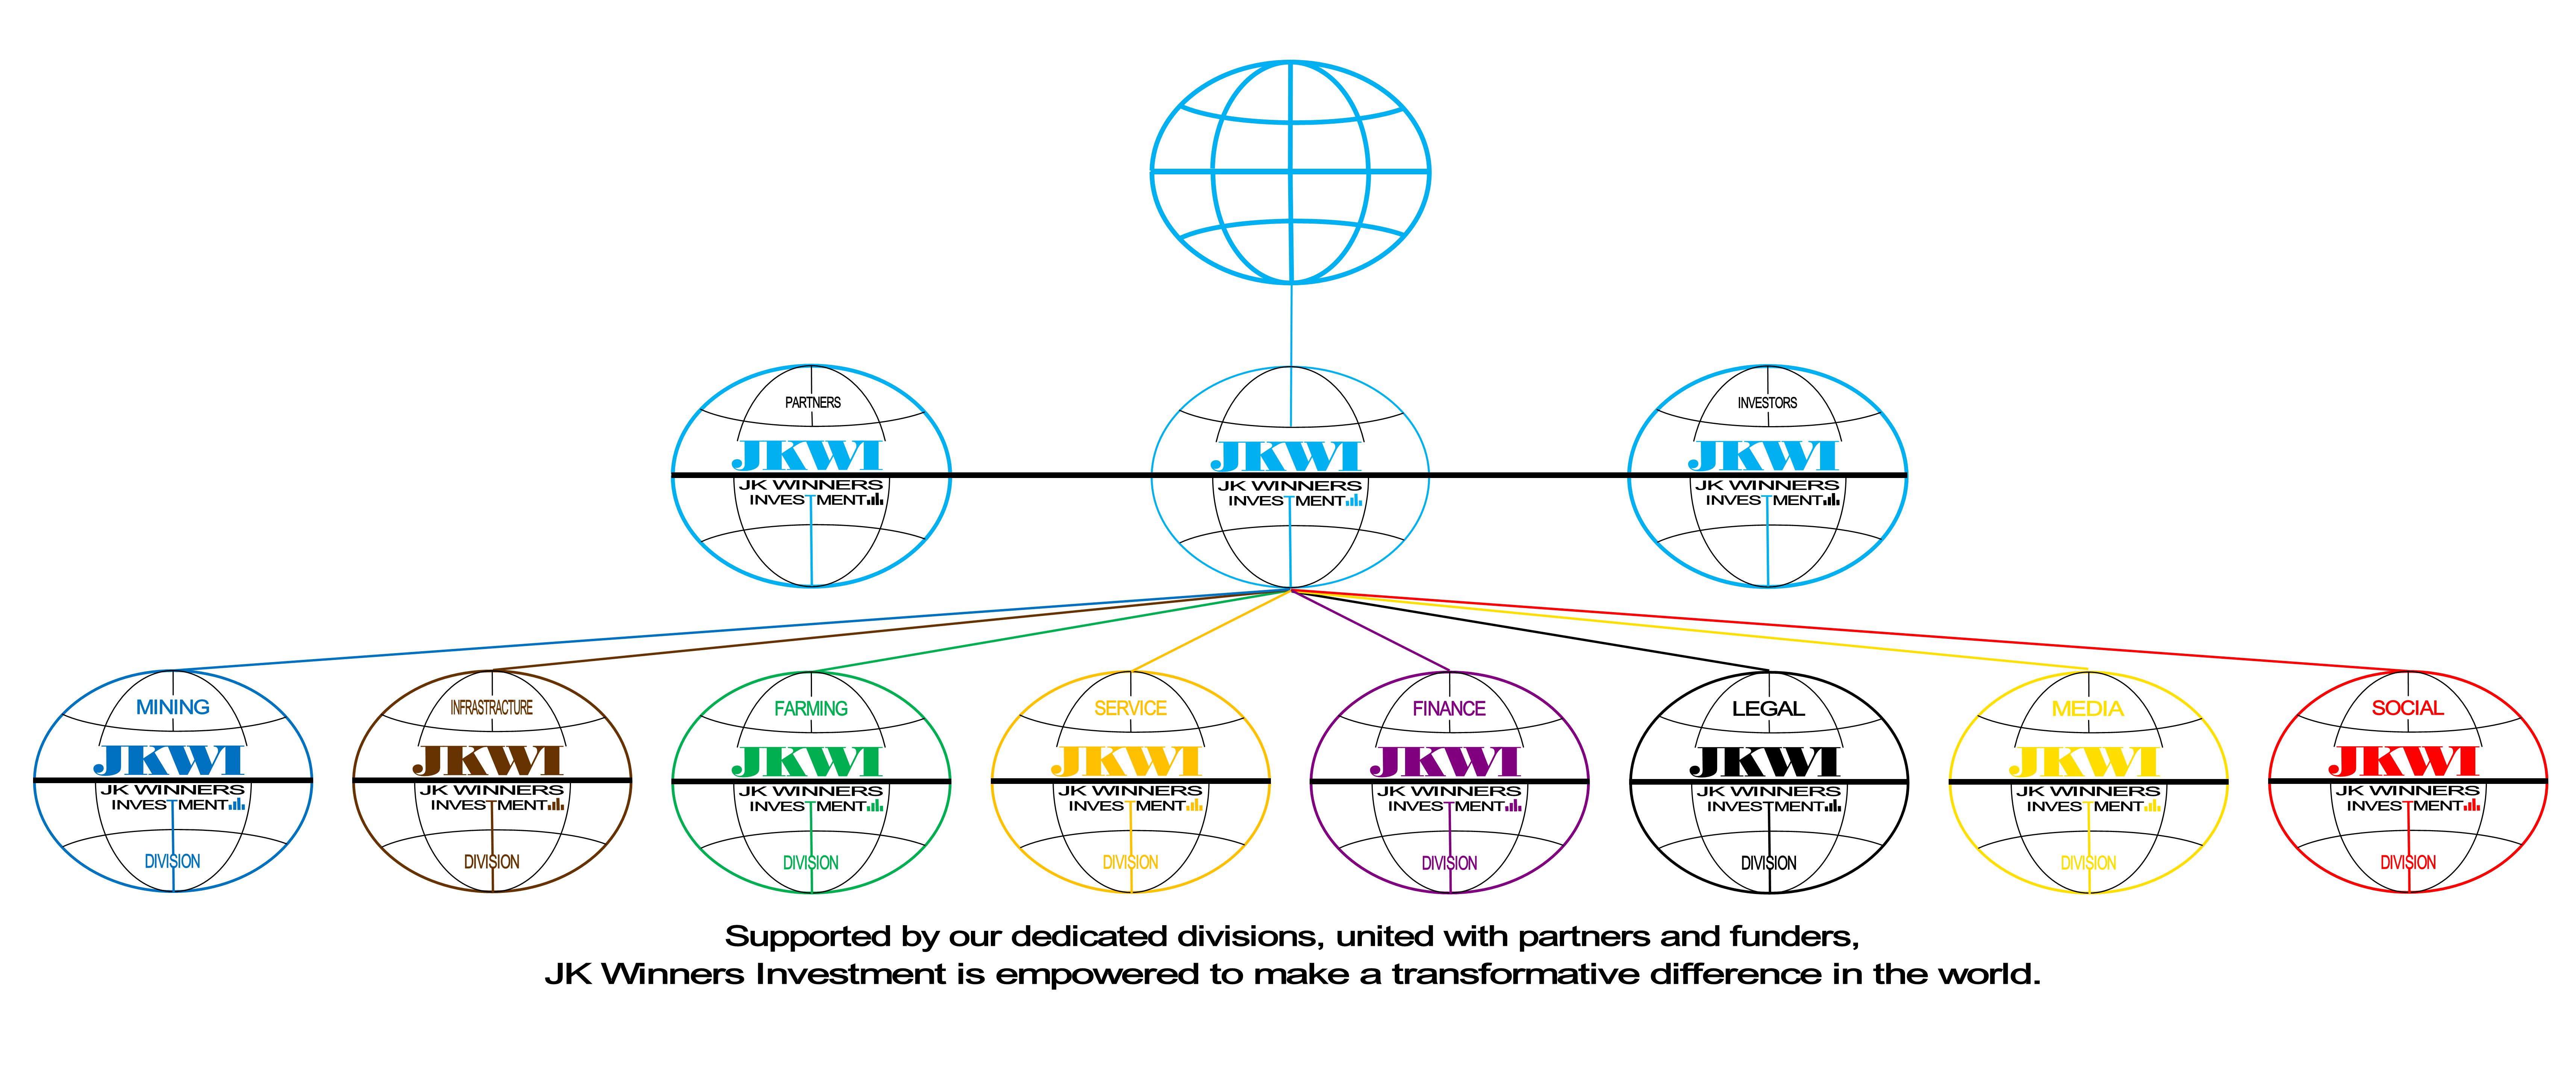 PARTNERS
JKWI
JK WINNERS
INVESTMENT
JKWI
JK WINNERS
INVESTMENT
INVESTORS
JKWI
JK WINNERS
INVESTMENT
MINING
JKWI
JK WINNERS
INVESTMENT
DIVISION
INFRASTRACTURE
JKWI
JK WINNERS
INVESTMENT
DIVISION
FARMING
JKWI
JK WINNERS
INVESTMENT
DIVISION
SERVICE
JKWI
JK WINNERS
INVESTMENT
DIVISION
FINANCE
JKWI
JK WINNERS
INVESTMENT
DIVISION
LEGAL
JKWI
JK WINNERS
INVESTMENT
DIVISION
MEDIA
JKWI
JK WINNERS
INVESTMENT
DIVISION
SOCIAL
JKWI
JK WINNERS
INVESTMENT
DIVISION
Supported by our dedicated divisions, united with partners and funders,
JK Winners Investment is empowered to make a transformative difference in the world.